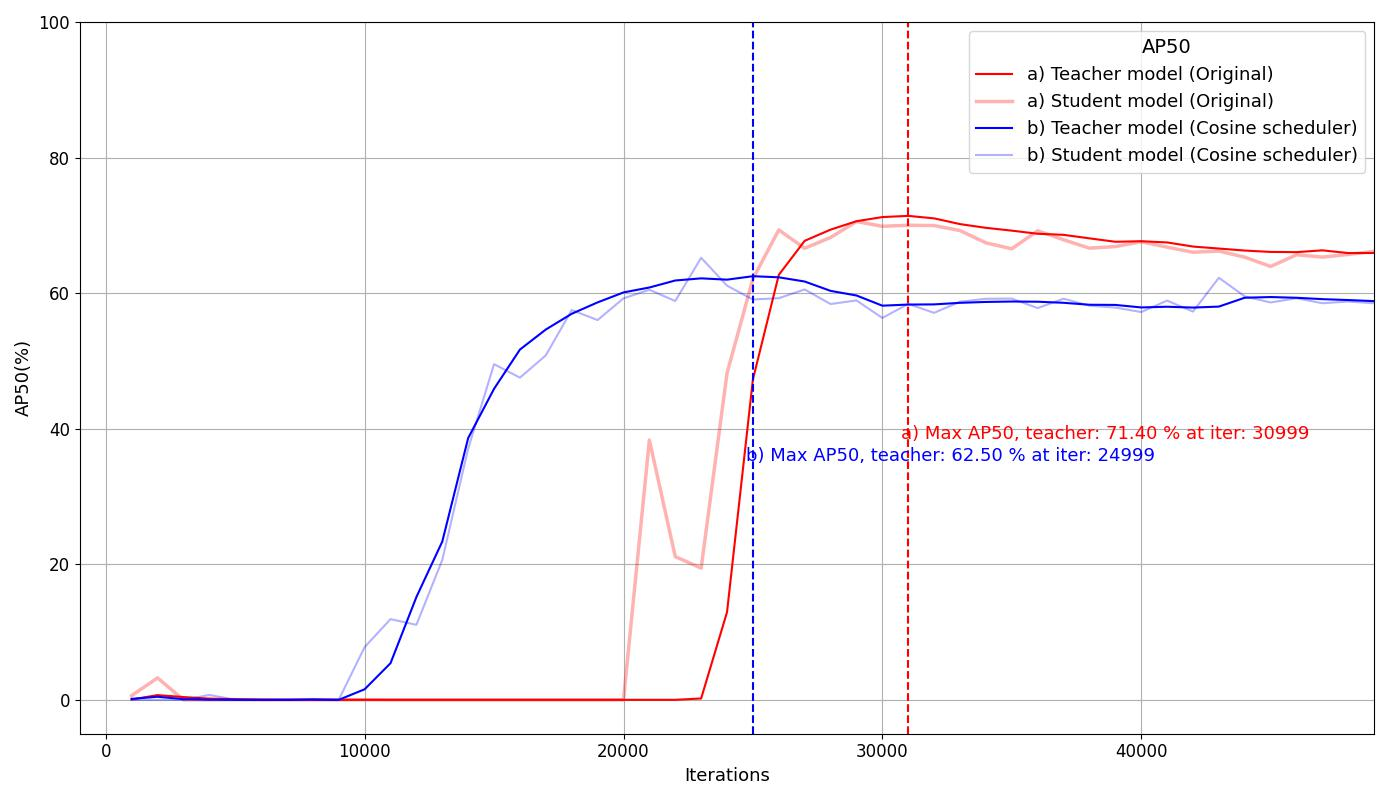 100
80
60
40
20
0
AP50(%)
AP50
a) Teacher model (Original)
a) Student model (Original)
b) Teacher model (Cosine scheduler)
b) Student model (Cosine scheduler)
a) Max AP50, teacher: 71.40 % at iter: 30999
b) Max AP50, teacher: 62.50 % at iter: 24999
0 10000 20000 30000 40000
Iterations